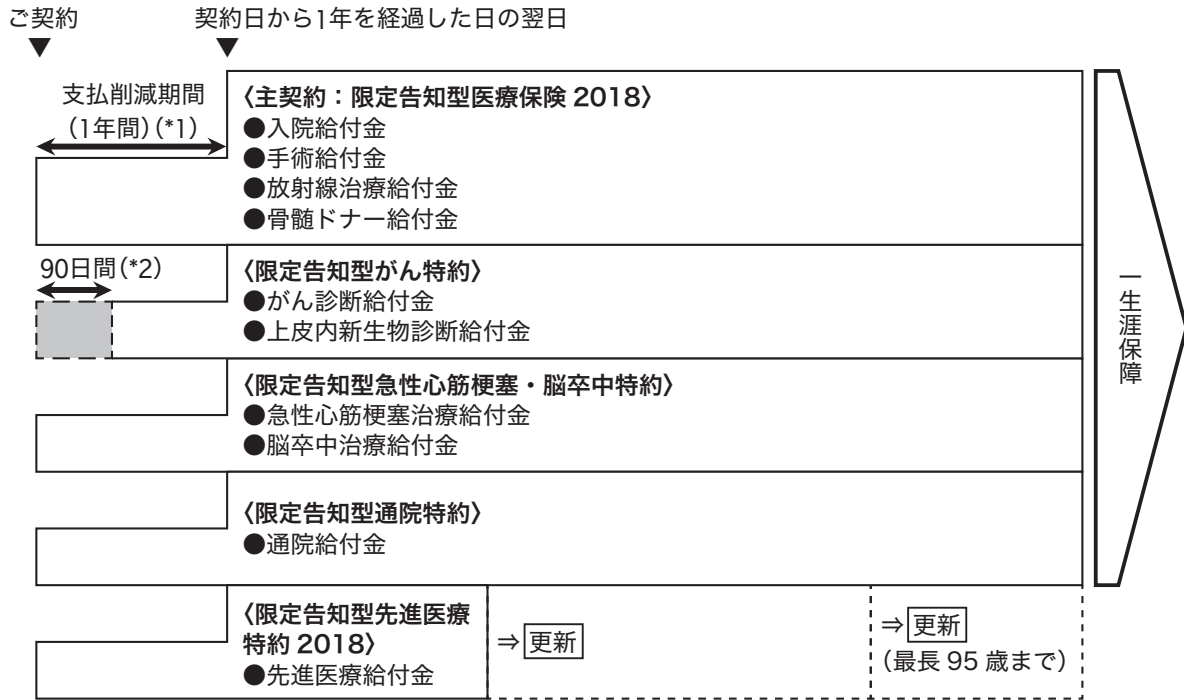 ご契約
契約日から1年を経過した日の翌日
支払削減期間
(1年間)(*1)
〈主契約：限定告知型医療保険 2018〉
●入院給付金
●手術給付金
●放射線治療給付金
●骨髄ドナー給付金
90日間(*2)
〈限定告知型がん特約〉
●がん診断給付金
●上皮内新生物診断給付金
〈限定告知型急性心筋梗塞・脳卒中特約〉
●急性心筋梗塞治療給付金
●脳卒中治療給付金
〈限定告知型通院特約〉
●通院給付金
〈限定告知型先進医療
特約 2018〉
●先進医療給付金
⇒更新
⇒更新
(最長 95 歳まで)
一生涯保障